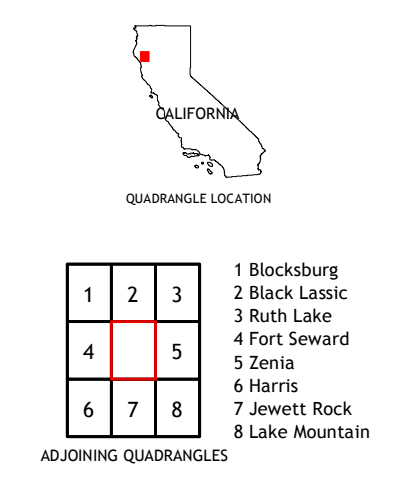 CALIFORNIA
QUADRANGLE LOCATION
1 2 3
4 5
6 7 8
1 Blocksburg
2 Black Lassic
3 Ruth Lake
4 Fort Seward
5 Zenia
6 Harris
7 Jewett Rock
8 Lake Mountain
ADJOINING QUADRANGLES